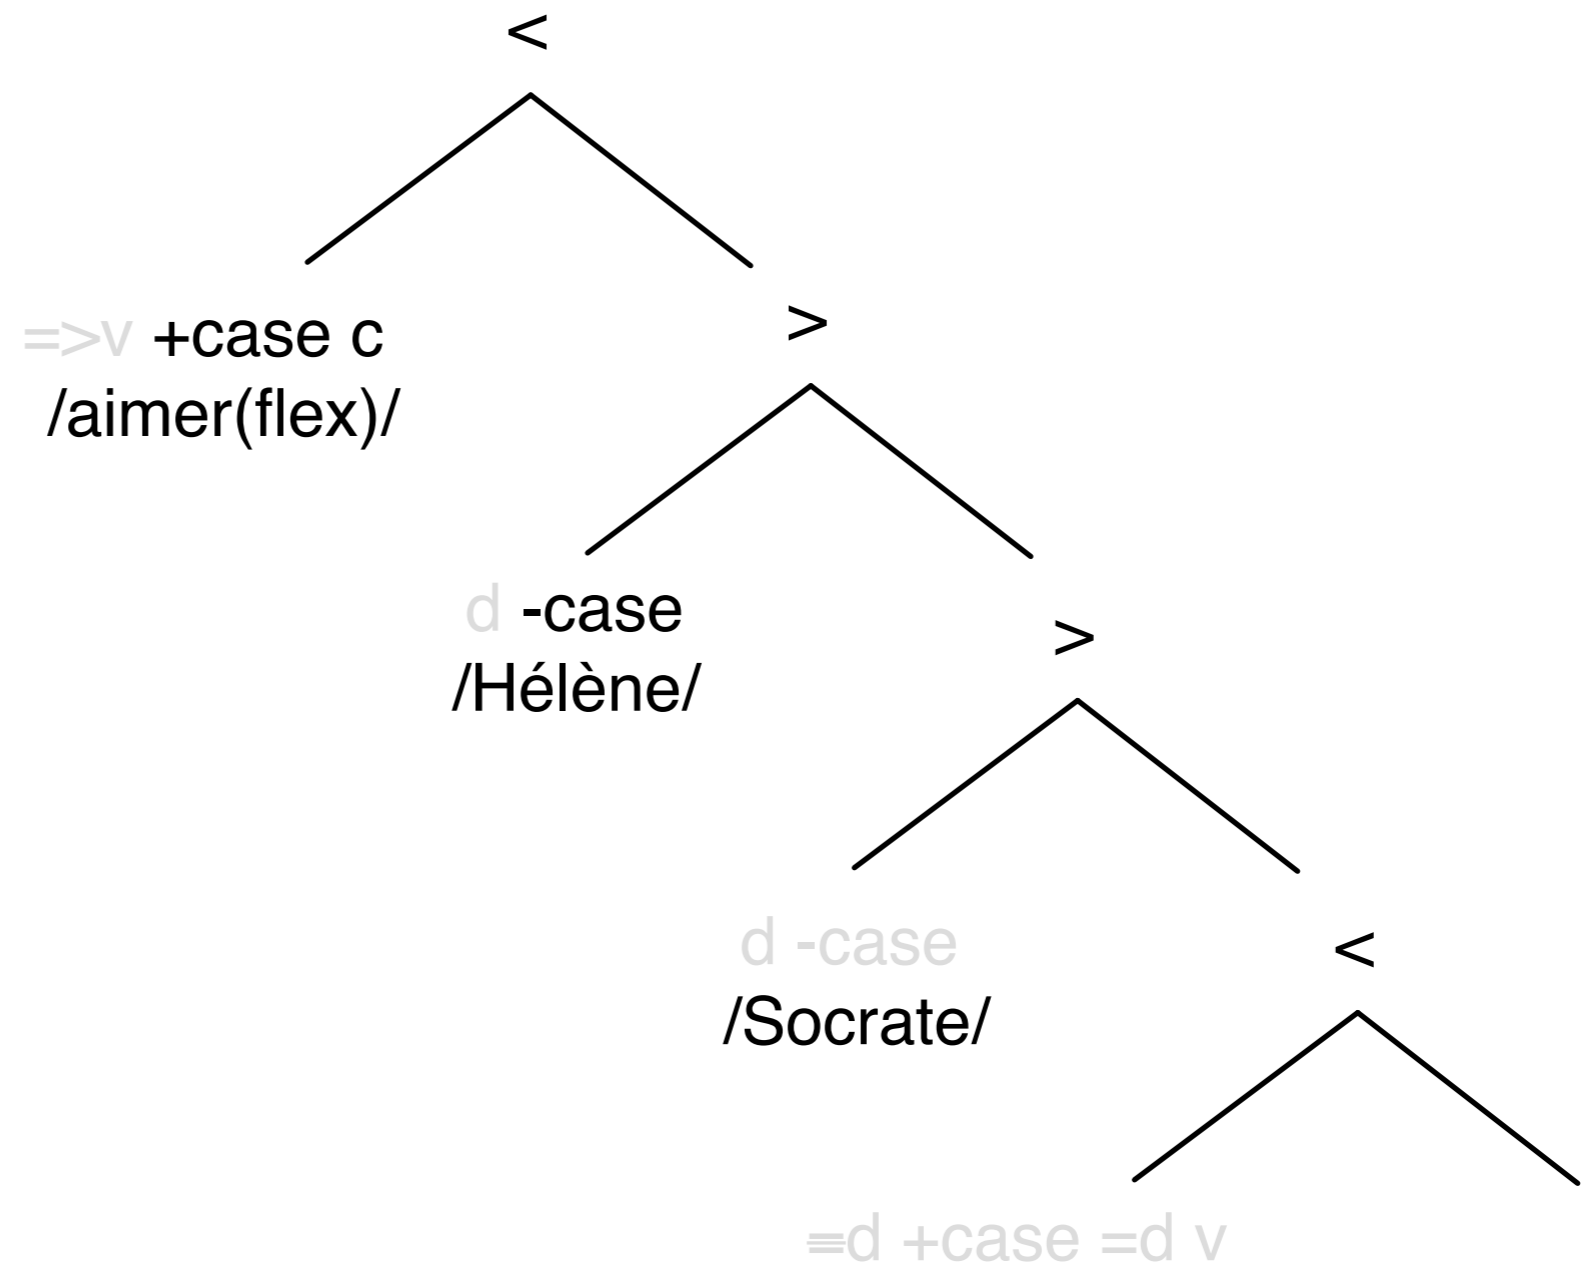 <
=>v +case c
/aimer(flex)/
>
d -case
/Hélène/
>
d -case
/Socrate/
<
=d +case =d v